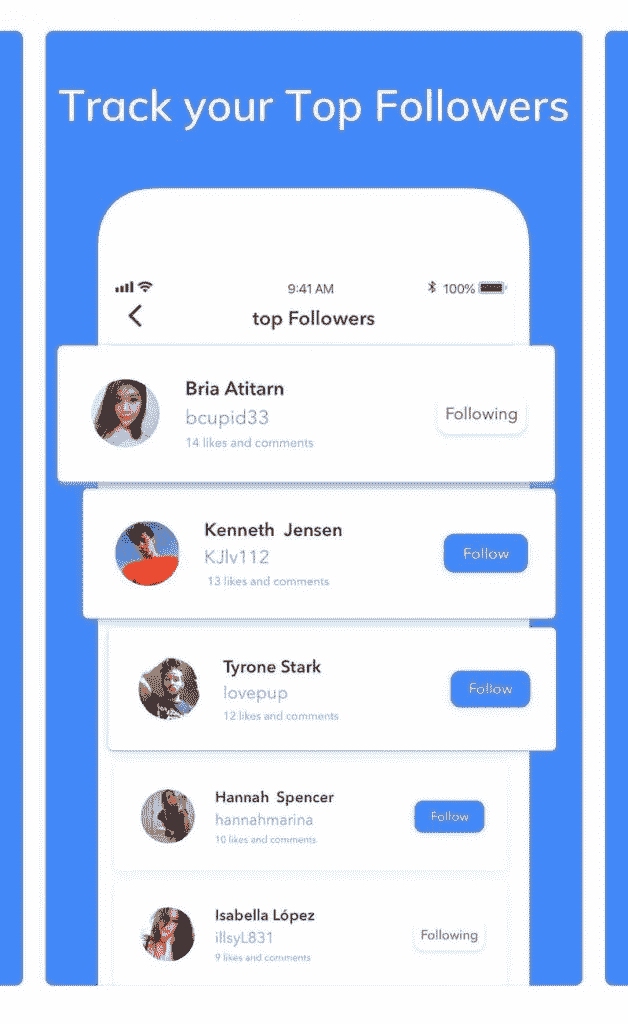 Track your Top Followers
9:41 AM
100%
top Followers
Bria Atitarn
bcupid33
14 likes and comments
Following
Kenneth Jensen
KJlv112
13 likes and comments
Follow
Tyrone Stark
lovepup
12 likes and comments
Follow
Hannah Spencer
hannahmarina
10 likes and comments
Follow
Isabella López
illsyL831
9 likes and comments
Following